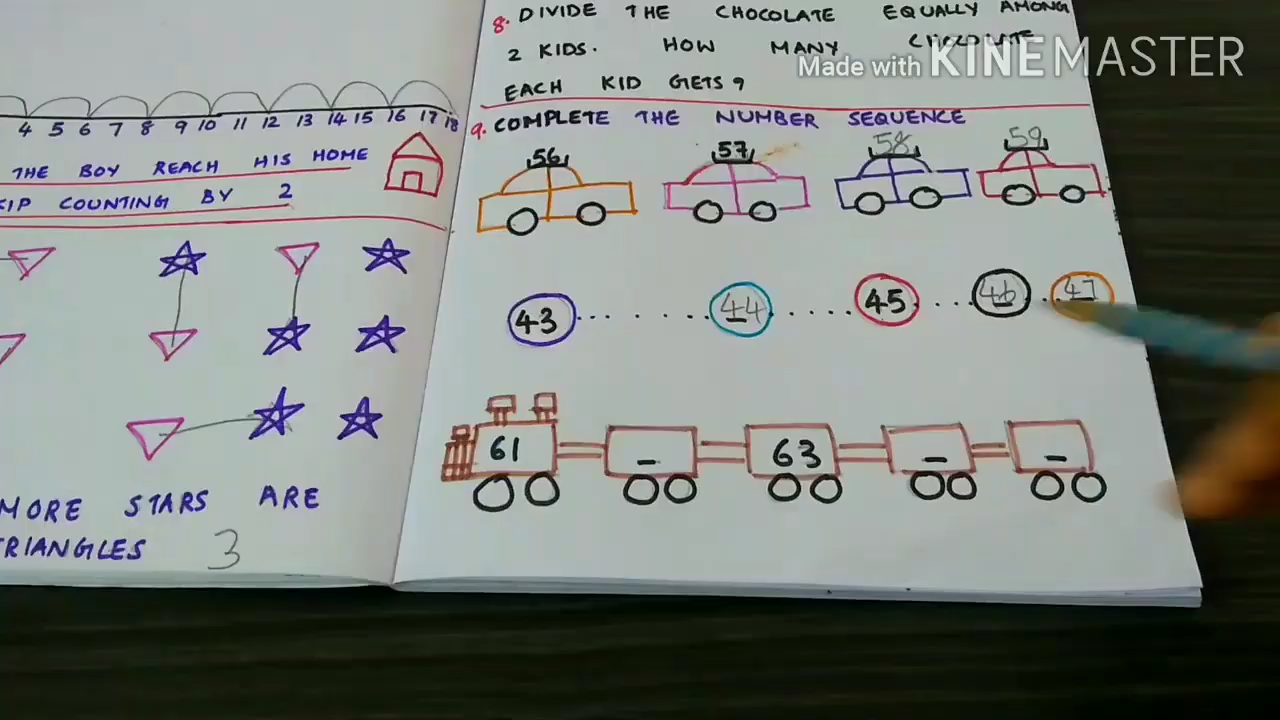 4 5 6 7 8 9 10 11 12 13 14 15 16 17 18
THE BOY REACH HIS HOME
KIP COUNTING BY 2
MORE STARS ARE
TRIANGLES 3
8. DIVIDE THE CHOCOLATE EQUALLY AMONG
2 KIDS. HOW MANY CHOCOLATE
EACH KID GETS ?
Made with KINEMASTER
9. COMPLETE THE NUMBER SEQUENCE
56 57 58 59
43 ........ 44 ..... 45 ... 46 .. 47
61 _ 63 _ _